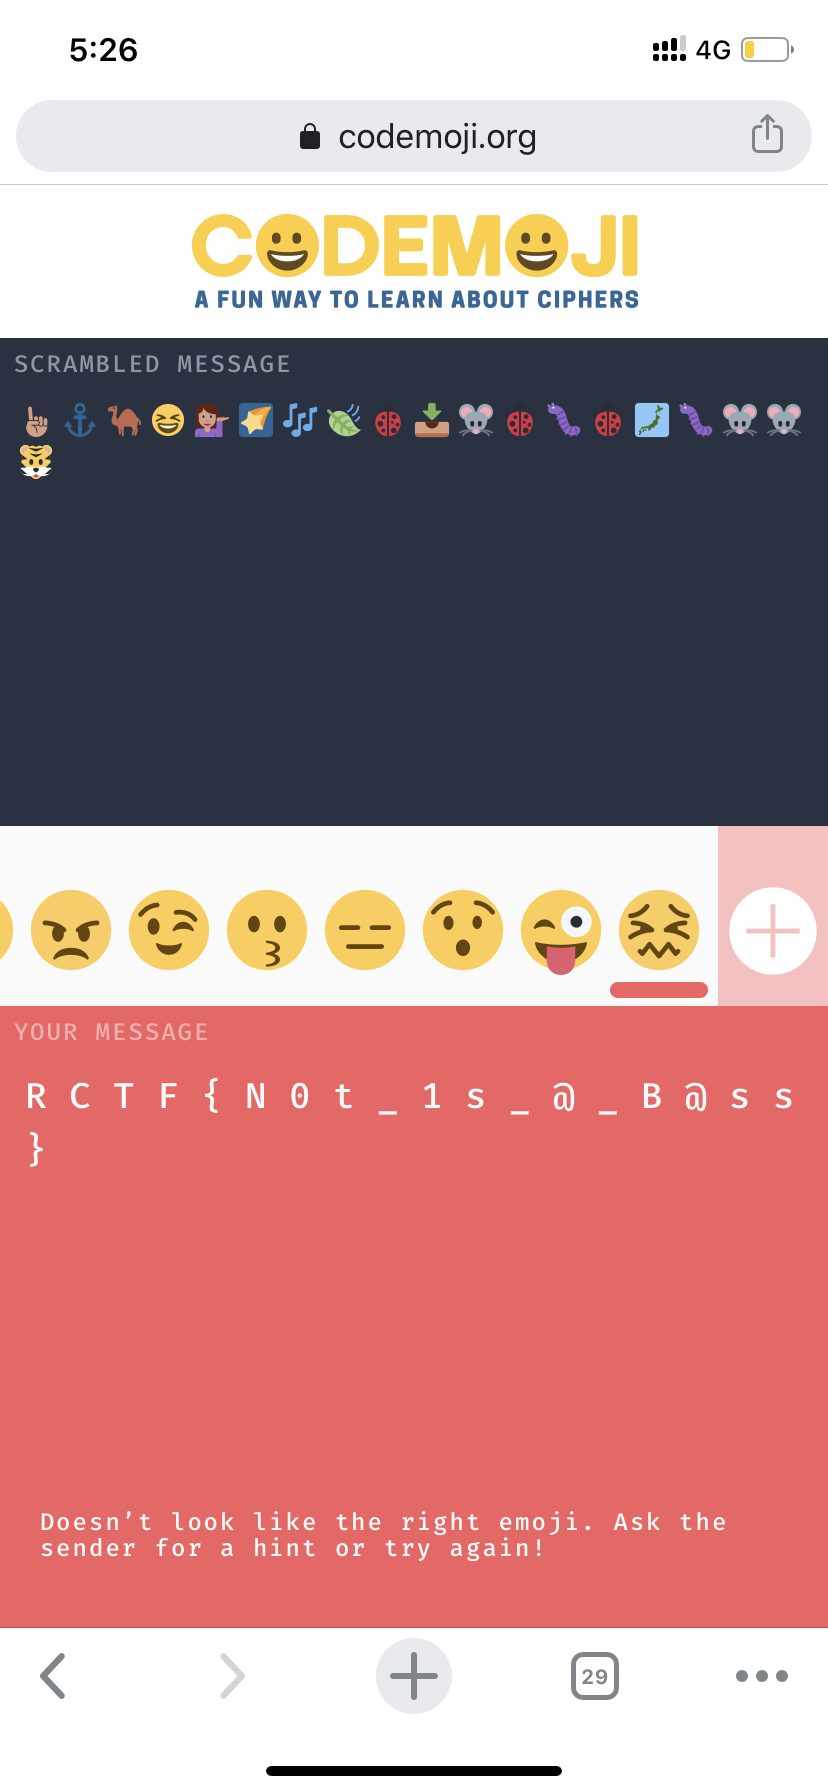 5:26
4G
codemoji.org
CODEMOJI
A FUN WAY TO LEARN ABOUT CIPHERS
SCRAMBLED MESSAGE
YOUR MESSAGE
R C T F { N 0 t _ 1 s _ @ _ B @ s s
}
Doesn’t look like the right emoji. Ask the
sender for a hint or try again!
29